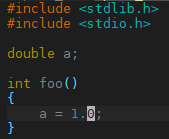 #include <stdlib.h>
#include <stdio.h>

double a;

int foo()
{
    a = 1.0;
}